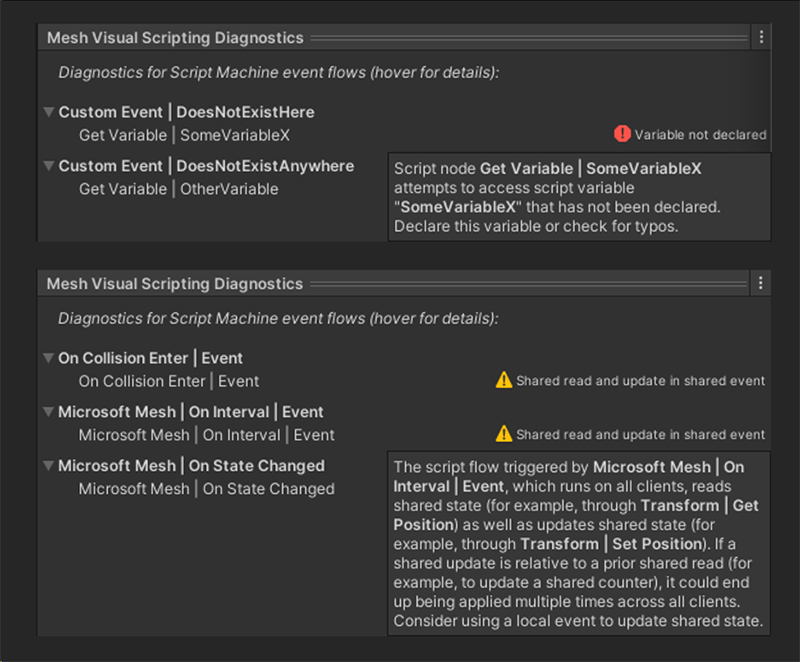 Mesh Visual Scripting Diagnostics
Diagnostics for Script Machine event flows (hover for details):
Custom Event | DoesNotExistHere
Get Variable | SomeVariableX
Variable not declared
Custom Event | DoesNotExistAnywhere
Get Variable | OtherVariable
Script node Get Variable | SomeVariableX
attempts to access script variable
"SomeVariableX" that has not been declared.
Declare this variable or check for typos.
Mesh Visual Scripting Diagnostics
Diagnostics for Script Machine event flows (hover for details):
On Collision Enter | Event
On Collision Enter | Event
Shared read and update in shared event
Microsoft Mesh | On Interval | Event
Microsoft Mesh | On Interval | Event
Shared read and update in shared event
Microsoft Mesh | On State Changed
Microsoft Mesh | On State Changed
The script flow triggered by Microsoft Mesh | On
Interval | Event, which runs on all clients, reads
shared state (for example, through Transform | Get
Position) as well as updates shared state (for
example, through Transform | Set Position). If a
shared update is relative to a prior shared read (for
example, to update a shared counter), it could end
up being applied multiple times across all clients.
Consider using a local event to update shared state.